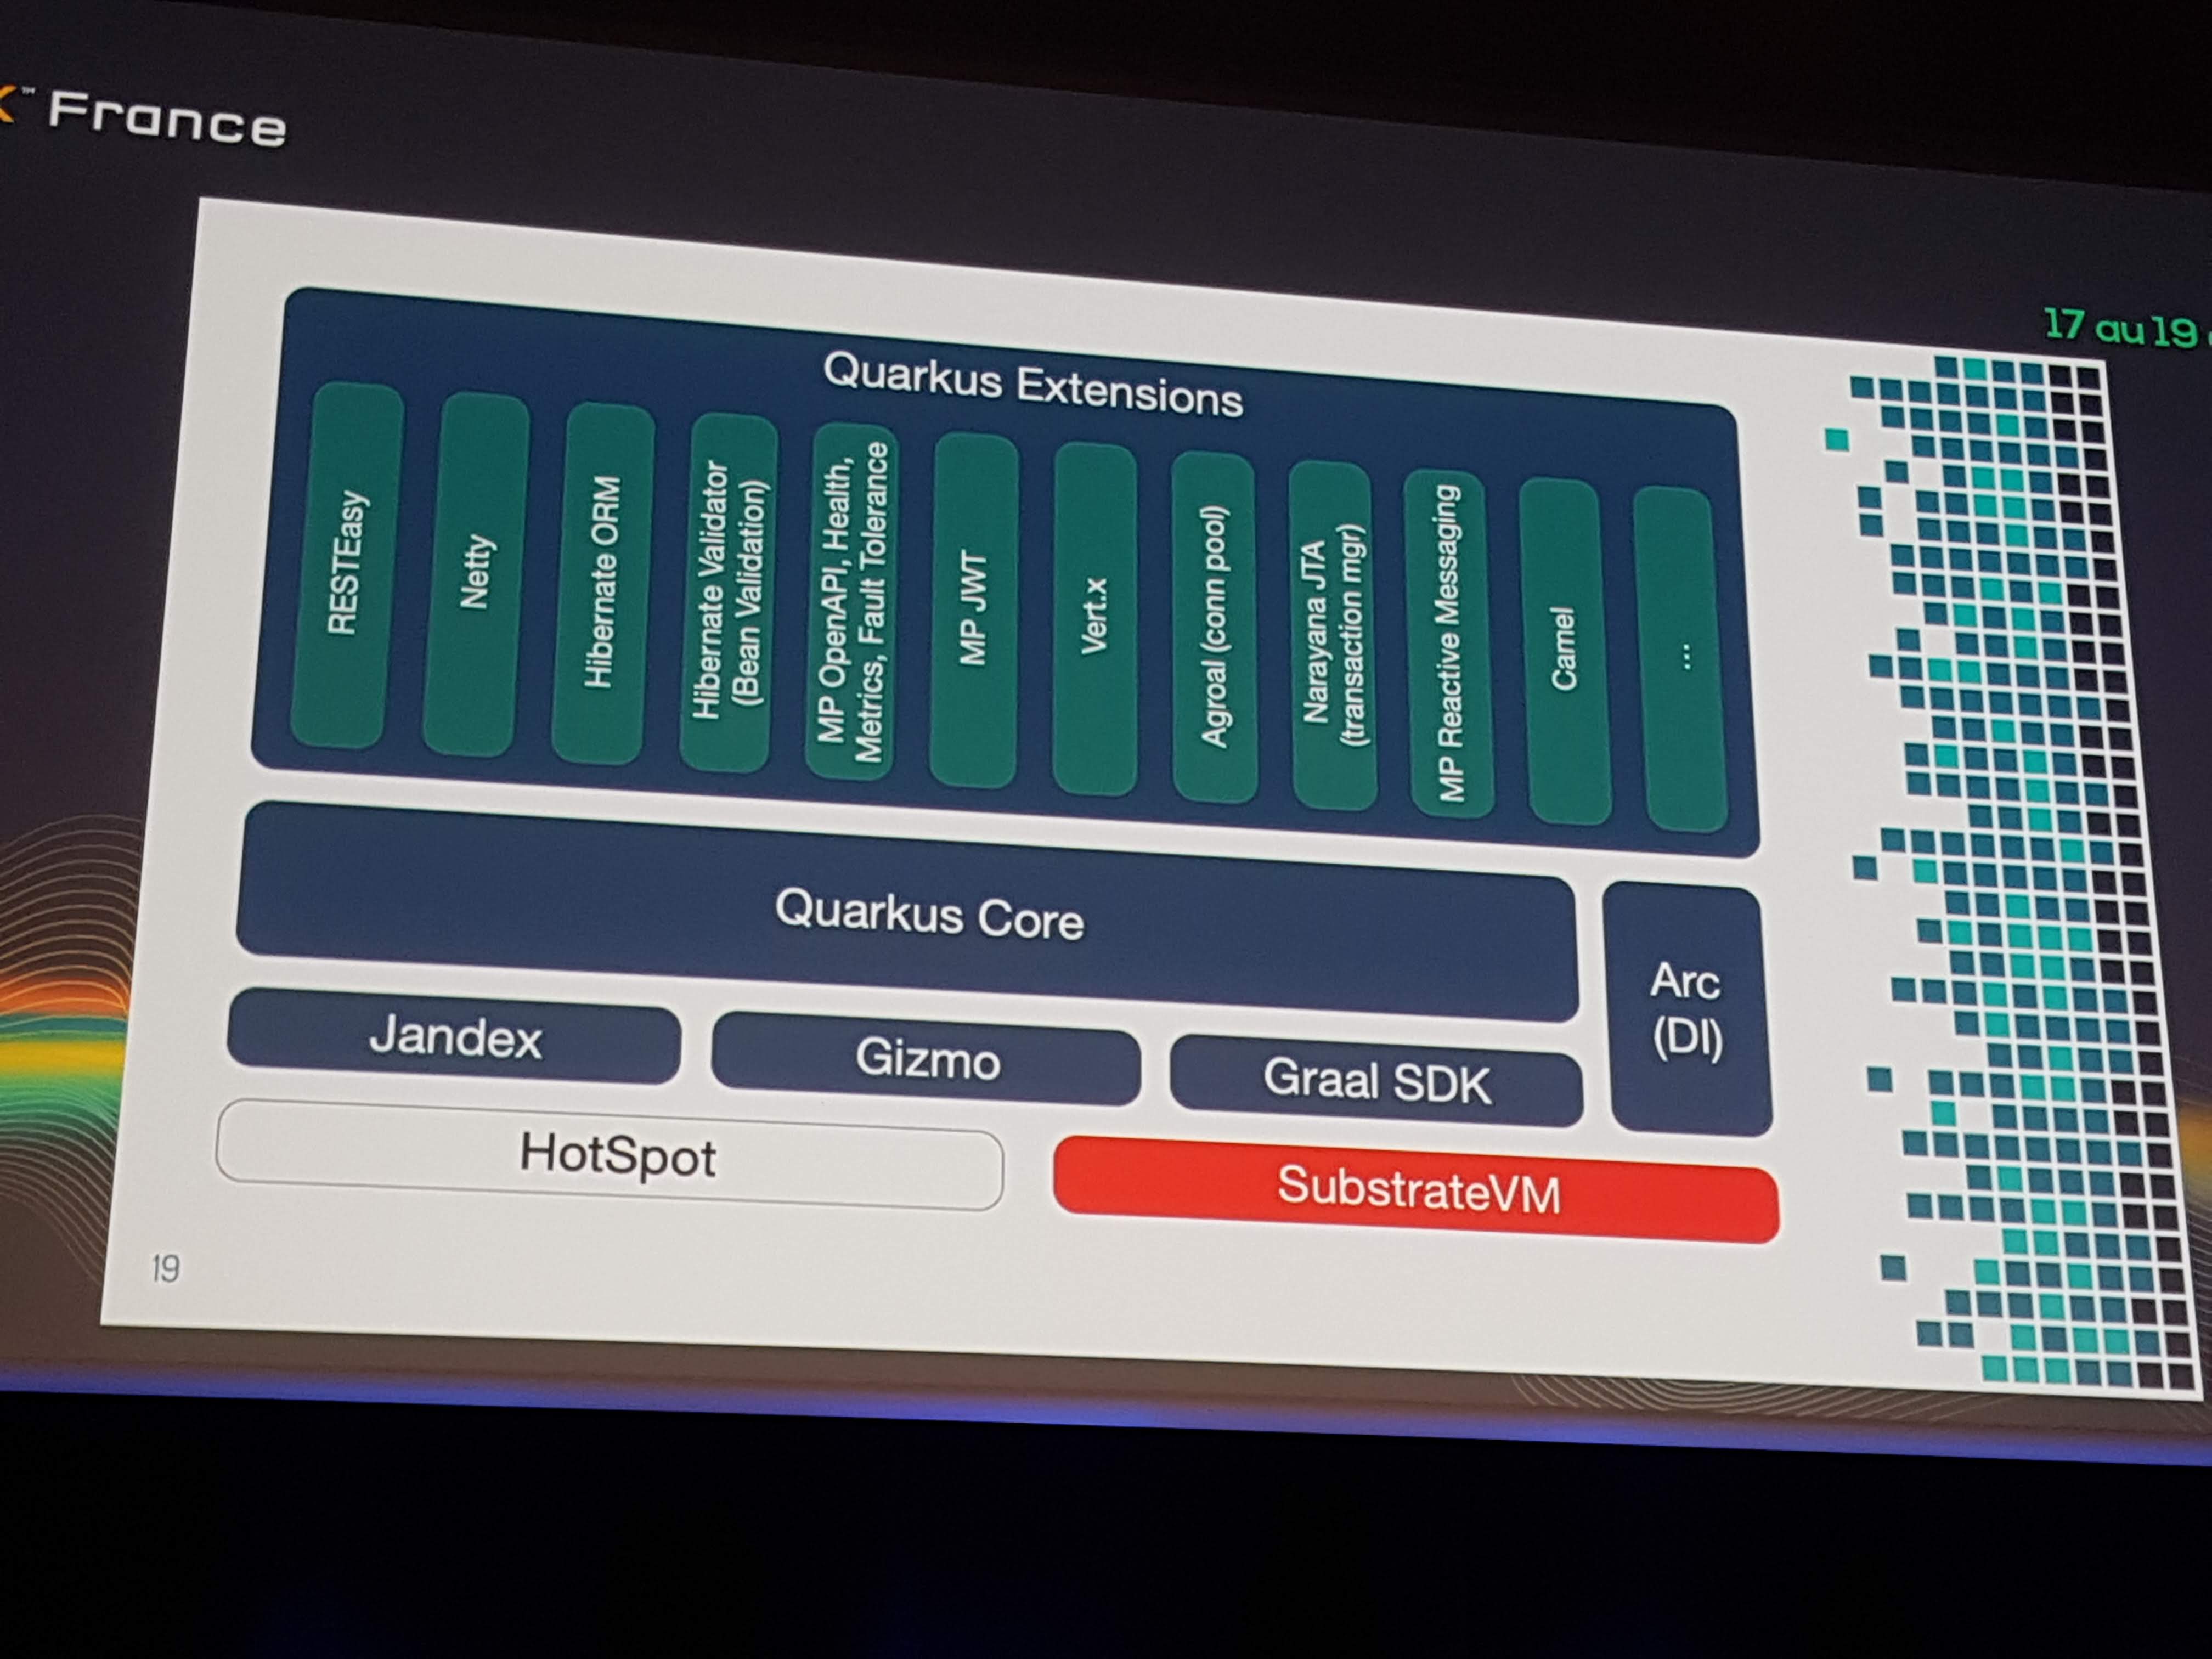 ™ France
17 au 19
Quarkus Extensions
RESTEasy
Netty
Hibernate ORM
Hibernate Validator
(Bean Validation)
MP OpenAPI, Health,
Metrics, Fault Tolerance
MP JWT
Vert.x
Agroal (conn pool)
Narayana JTA
(transaction mgr)
MP Reactive Messaging
Camel
...
Quarkus Core
Arc
(DI)
Jandex
Gizmo
Graal SDK
HotSpot
SubstrateVM
19